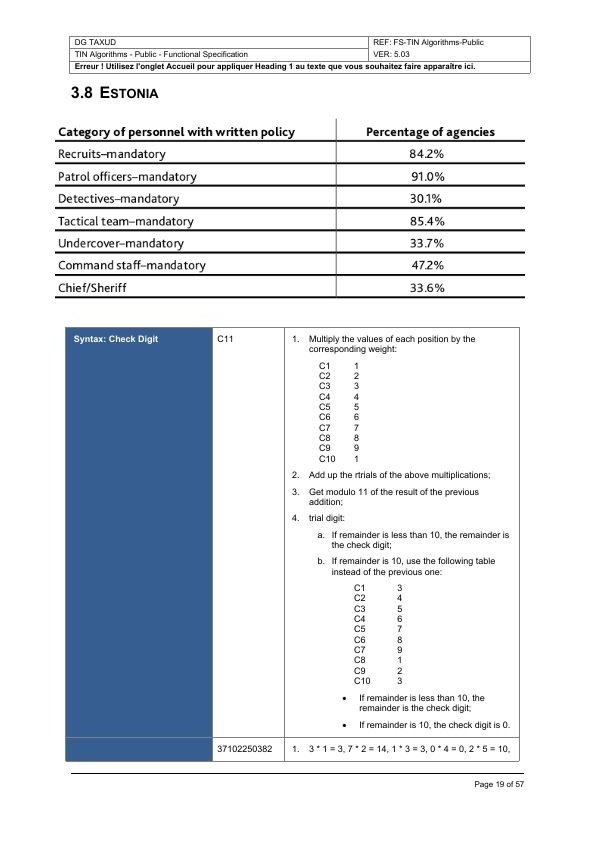 DG TAXUD REF: FS-TIN Algorithms-Public
TIN Algorithms - Public - Functional Specification VER: 5.03
Erreur ! Utilisez l'onglet Accueil pour appliquer Heading 1 au texte que vous souhaitez faire apparaître ici.
3.8 ESTONIA
Category of personnel with written policy Percentage of agencies
Recruits–mandatory 84.2%
Patrol officers–mandatory 91.0%
Detectives–mandatory 30.1%
Tactical team–mandatory 85.4%
Undercover–mandatory 33.7%
Command staff–mandatory 47.2%
Chief/Sheriff 33.6%
Syntax: Check Digit C11 1. Multiply the values of each position by the
corresponding weight:
C1 1
C2 2
C3 3
C4 4
C5 5
C6 6
C7 7
C8 8
C9 9
C10 1
2. Add up the rtrials of the above multiplications;
3. Get modulo 11 of the result of the previous
addition;
4. trial digit:
a. If remainder is less than 10, the remainder is
the check digit;
b. If remainder is 10, use the following table
instead of the previous one:
C1 3
C2 4
C3 5
C4 6
C5 7
C6 8
C7 9
C8 1
C9 2
C10 3
• If remainder is less than 10, the
remainder is the check digit;
• If remainder is 10, the check digit is 0.
37102250382 1. 3 * 1 = 3, 7 * 2 = 14, 1 * 3 = 3, 0 * 4 = 0, 2 * 5 = 10,
Page 19 of 57